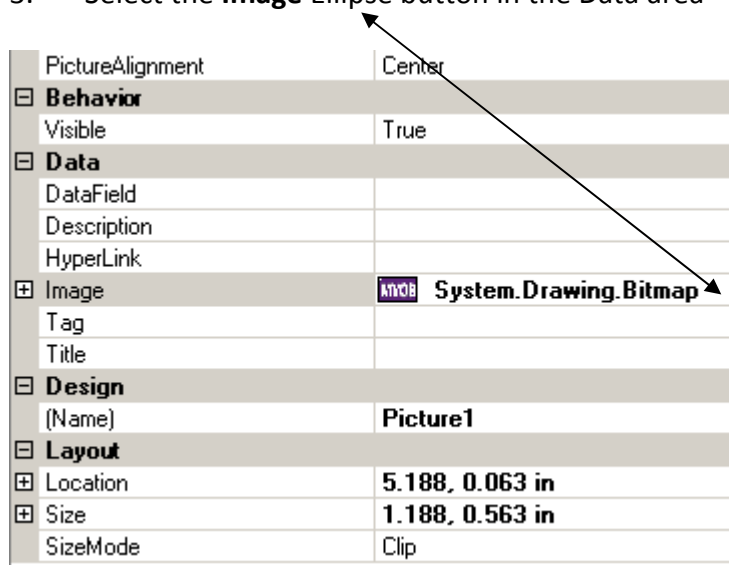 Select the Image Ellipse button in the Data area
PictureAlignment Center
Behavior
Visible True
Data
DataField
Description
HyperLink
Image System.Drawing.Bitmap
Tag
Title
Design
(Name) Picture1
Layout
Location 5.188, 0.063 in
Size 1.188, 0.563 in
SizeMode Clip